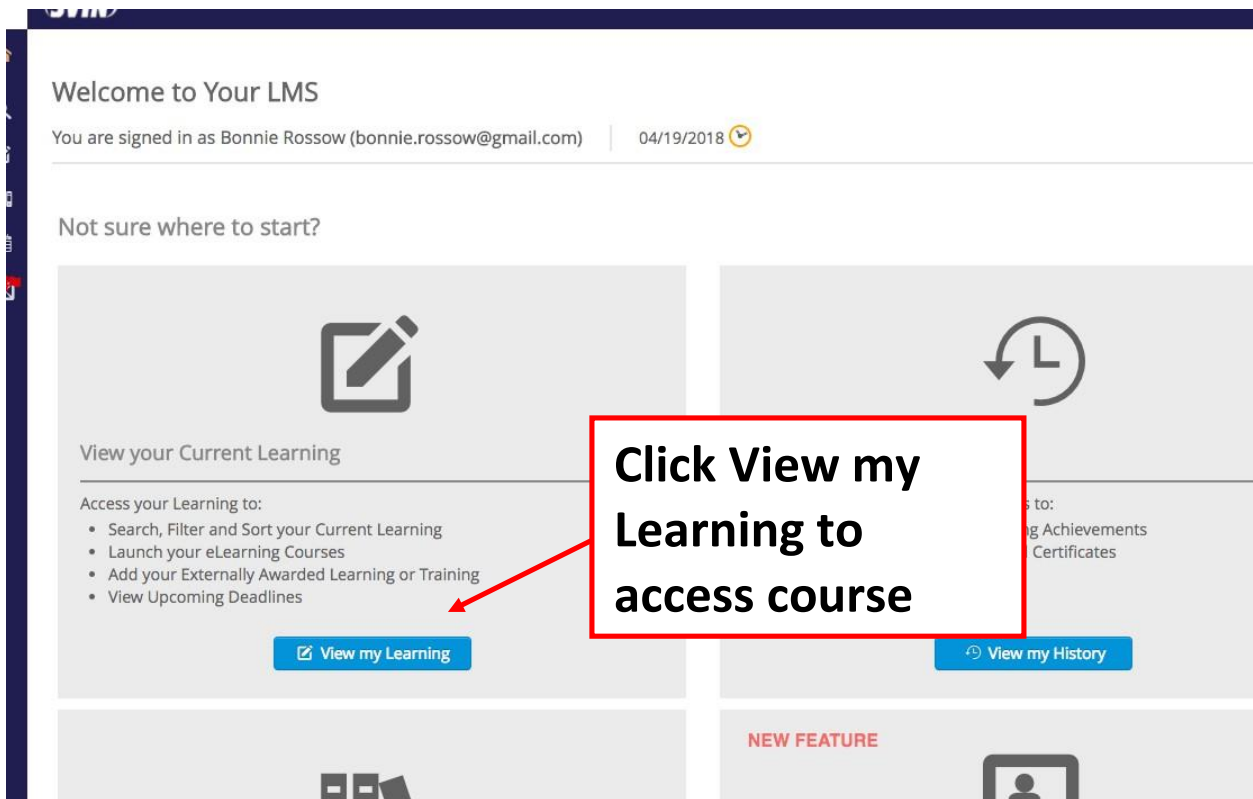 SVIN
Welcome to Your LMS
You are signed in as Bonnie Rossow (bonnie.rossow@gmail.com)
04/19/2018
Not sure where to start?
View your Current Learning
Access your Learning to:
• Search, Filter and Sort your Current Learning
• Launch your eLearning Courses
• Add your Externally Awarded Learning or Training
• View Upcoming Deadlines
View my Learning
Click View my
Learning to
access course
to:
Achievements
Certificates
View my History
NEW FEATURE